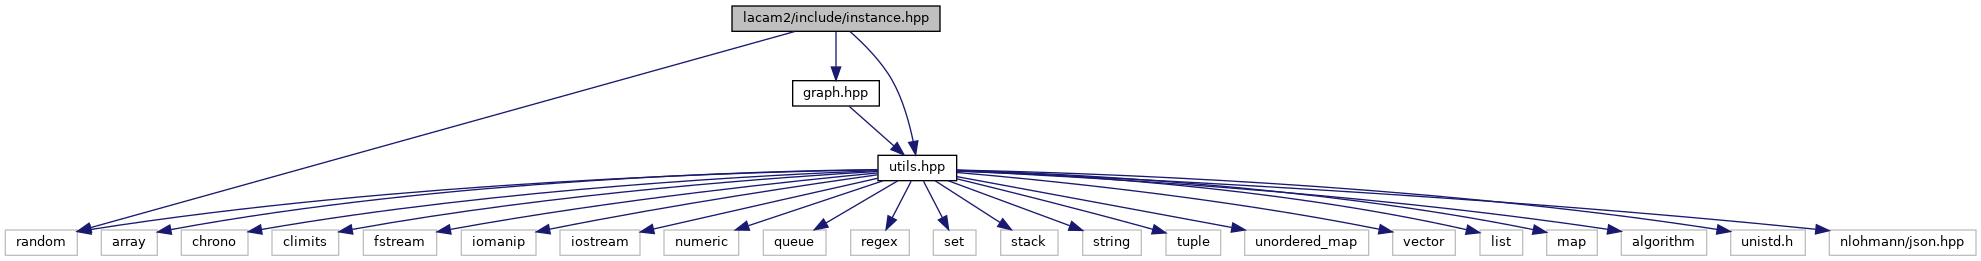 lacam2/include/instance.hpp
graph.hpp
utils.hpp
random array chrono climits fstream iomanip iostream numeric queue regex set stack string tuple unordered_map vector list map algorithm unistd.h nlohmann/json.hpp